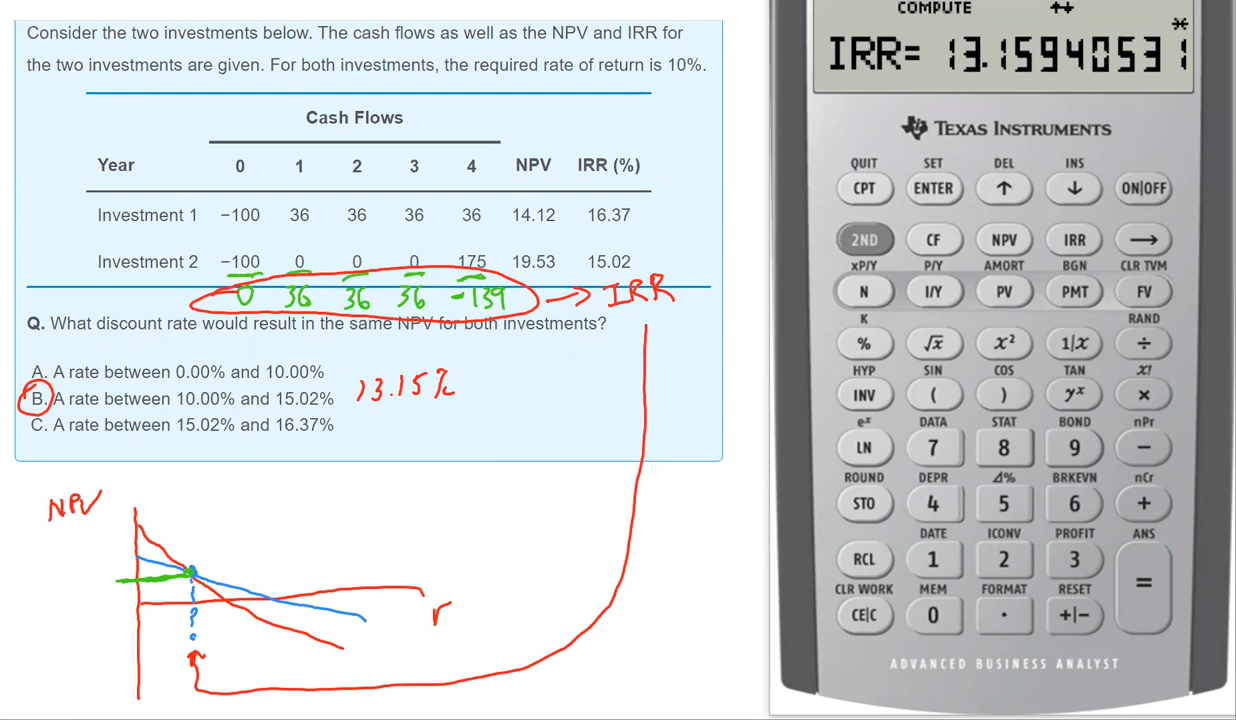 Consider the two investments below. The cash flows as well as the NPV and IRR for
the two investments are given. For both investments, the required rate of return is 10%.
Cash Flows
Year 0 1 2 3 4 NPV IRR (%)
Investment 1 −100 36 36 36 36 14.12 16.37
Investment 2 −100 0 0 0 175 19.53 15.02
0 36 36 36 -139 → IRR
Q. What discount rate would result in the same NPV for both investments?
A. A rate between 0.00% and 10.00%
B. A rate between 10.00% and 15.02% 13.15%
C. A rate between 15.02% and 16.37%
NPV
?
r
COMPUTE ↑↓
*
IRR= 13.15940531
TEXAS INSTRUMENTS
QUIT SET DEL INS
CPT ENTER ↑ ↓ ON|OFF
2ND CF NPV IRR →
xP/Y P/Y AMORT BGN CLR TVM
N I/Y PV PMT FV
K RAND
% √x x² 1|x ÷
HYP SIN COS TAN x!
INV ( ) yˣ ×
eˣ DATA STAT BOND nPr
LN 7 8 9 −
ROUND DEPR Δ% BRKEVN nCr
STO 4 5 6 +
DATE ICONV PROFIT ANS
RCL 1 2 3 =
CLR WORK MEM FORMAT RESET
CE|C 0 . +|−
ADVANCED BUSINESS ANALYST